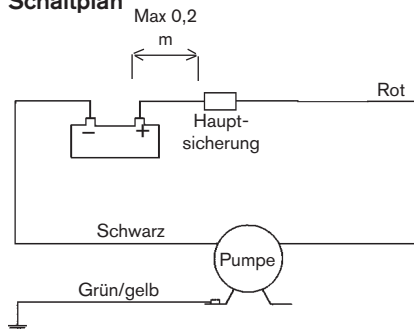 Schaltplan
Max 0,2
m
Rot
Haupt-
sicherung
Schwarz
Pumpe
Grün/gelb